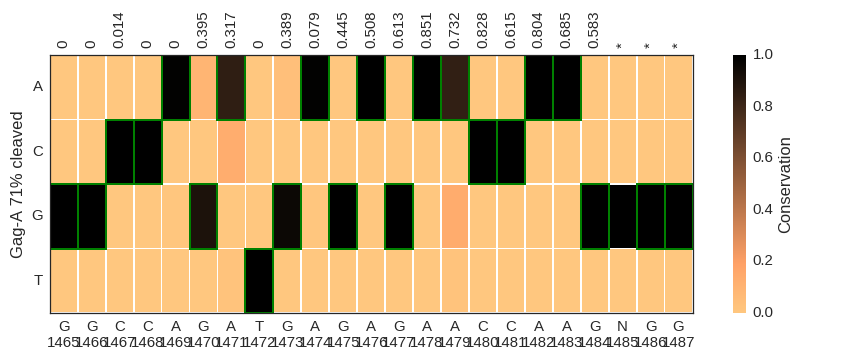 0 0 0.014 0 0 0.395 0.317 0 0.389 0.079 0.445 0.508 0.613 0.851 0.732 0.828 0.615 0.804 0.685 0.583 * * *
Gag-A 71% cleaved
A
C
G
T
G G C C A G A T G A G A G A A C C A A G N G G
1465 1466 1467 1468 1469 1470 1471 1472 1473 1474 1475 1476 1477 1478 1479 1480 1481 1482 1483 1484 1485 1486 1487
1.0
0.8
0.6
0.4
0.2
0.0
Conservation